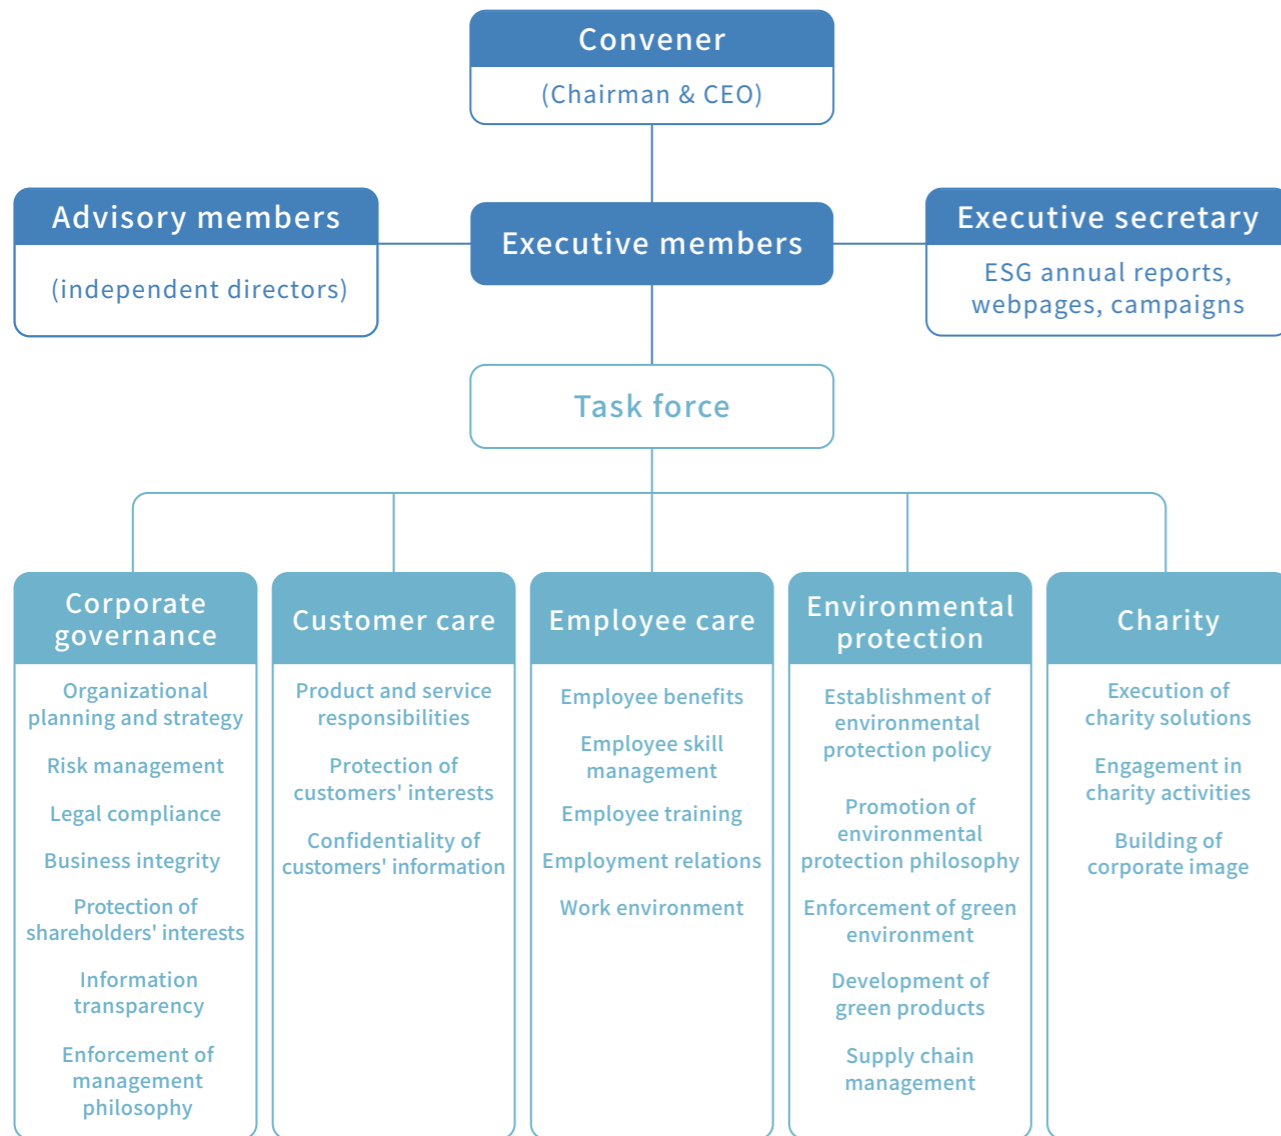 Convener
(Chairman & CEO)
Advisory members
(independent directors)
Executive members
Executive secretary
ESG annual reports,
webpages, campaigns
Task force
Corporate
governance
Organizational
planning and strategy
Risk management
Legal compliance
Business integrity
Protection of
shareholders' interests
Information
transparency
Enforcement of
management
philosophy
Customer care
Product and service
responsibilities
Protection of
customers' interests
Confidentiality of
customers' information
Employee care
Employee benefits
Employee skill
management
Employee training
Employment relations
Work environment
Environmental
protection
Establishment of
environmental
protection policy
Promotion of
environmental
protection philosophy
Enforcement of green
environment
Development of
green products
Supply chain
management
Charity
Execution of
charity solutions
Engagement in
charity activities
Building of
corporate image